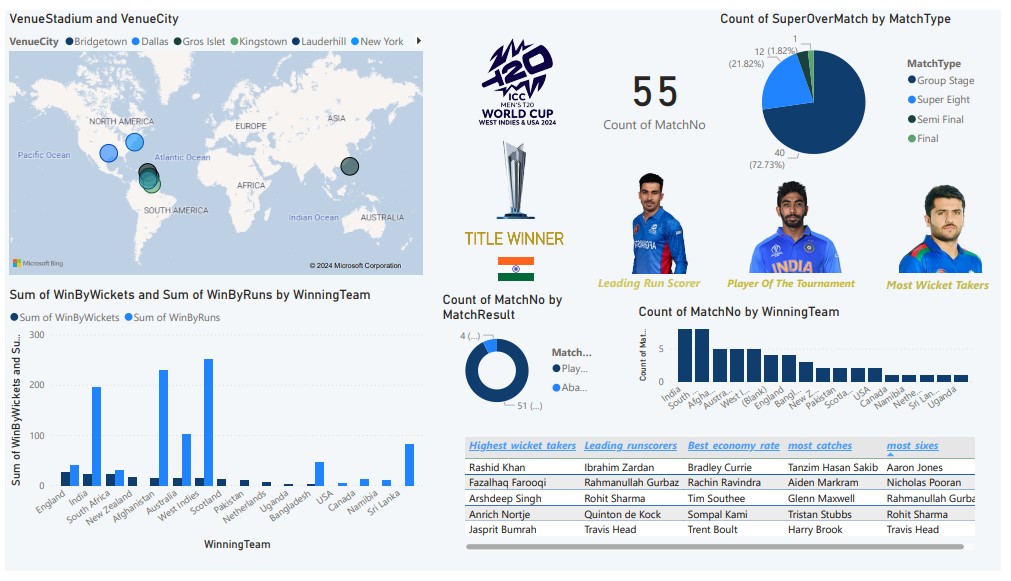 VenueStadium and VenueCity
VenueCity Bridgetown Dallas Gros Islet Kingstown Lauderhill New York
NORTH AMERICA
EUROPE
ASIA
Pacific Ocean
Atlantic Ocean
AFRICA
SOUTH AMERICA
Indian Ocean
AUSTRALIA
Microsoft Bing
© 2024 Microsoft Corporation
T20
ICC
MEN'S T20
WORLD CUP
WEST INDIES & USA 2024
TITLE WINNER
55
Count of MatchNo
Count of SuperOverMatch by MatchType
1
(1.82%)
12
(21.82%)
40
(72.73%)
MatchType
Group Stage
Super Eight
Semi Final
Final
INDIA
Leading Run Scorer
Player Of The Tournament
Most Wicket Takers
Sum of WinByWickets and Sum of WinByRuns by WinningTeam
Sum of WinByWickets Sum of WinByRuns
Sum of WinByWickets and Su...
300
200
100
0
England
India
South Africa
New Zealand
Afghanistan
Australia
West Indies
Scotland
Pakistan
Netherlands
Uganda
Bangladesh
USA
Canada
Namibia
Sri Lanka
WinningTeam
Count of MatchNo by
MatchResult
4 (...)
51 (...)
Match...
Play...
Aba...
Count of MatchNo by WinningTeam
Count of Mat...
5
0
India
South ...
Afgha...
Austra...
West I...
(Blank)
England
Bangl...
New Z...
Pakistan
Scotla...
USA
Canada
Namibia
Nethe...
Sri Lan...
Uganda
Highest wicket takers Leading runscorers Best economy rate most catches most sixes
Rashid Khan Ibrahim Zardan Bradley Currie Tanzim Hasan Sakib Aaron Jones
Fazalhaq Farooqi Rahmanullah Gurbaz Rachin Ravindra Aiden Markram Nicholas Pooran
Arshdeep Singh Rohit Sharma Tim Southee Glenn Maxwell Rahmanullah Gurba
Anrich Nortje Quinton de Kock Sompal Kami Tristan Stubbs Rohit Sharma
Jasprit Bumrah Travis Head Trent Boult Harry Brook Travis Head